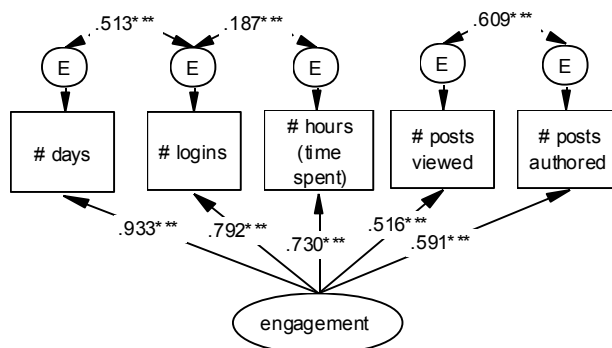 .513***
.187***
.609***
E
E
E
E
E
# days
# logins
# hours
(time
spent)
# posts
viewed
# posts
authored
.933***
.792***
.730***
.516***
.591***
engagement